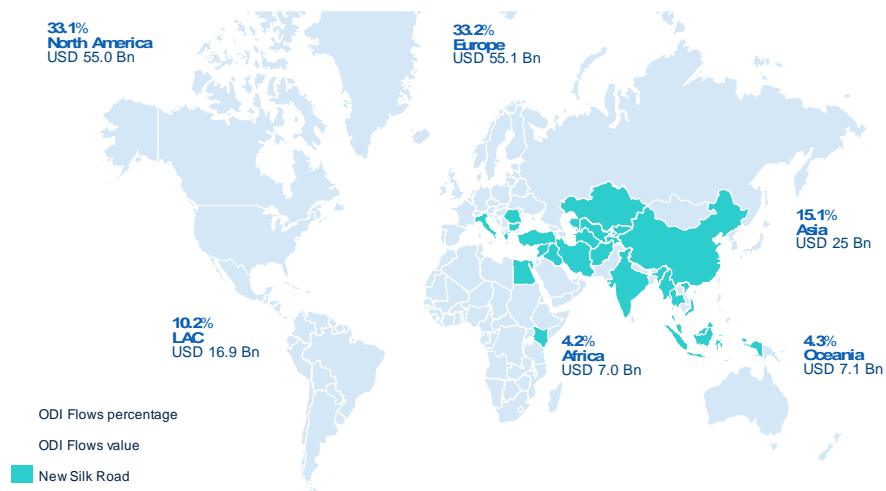 33.1%
North America
USD 55.0 Bn
33.2%
Europe
USD 55.1 Bn
15.1%
Asia
USD 25 Bn
10.2%
LAC
USD 16.9 Bn
4.2%
Africa
USD 7.0 Bn
4.3%
Oceania
USD 7.1 Bn
ODI Flows percentage
ODI Flows value
New Silk Road